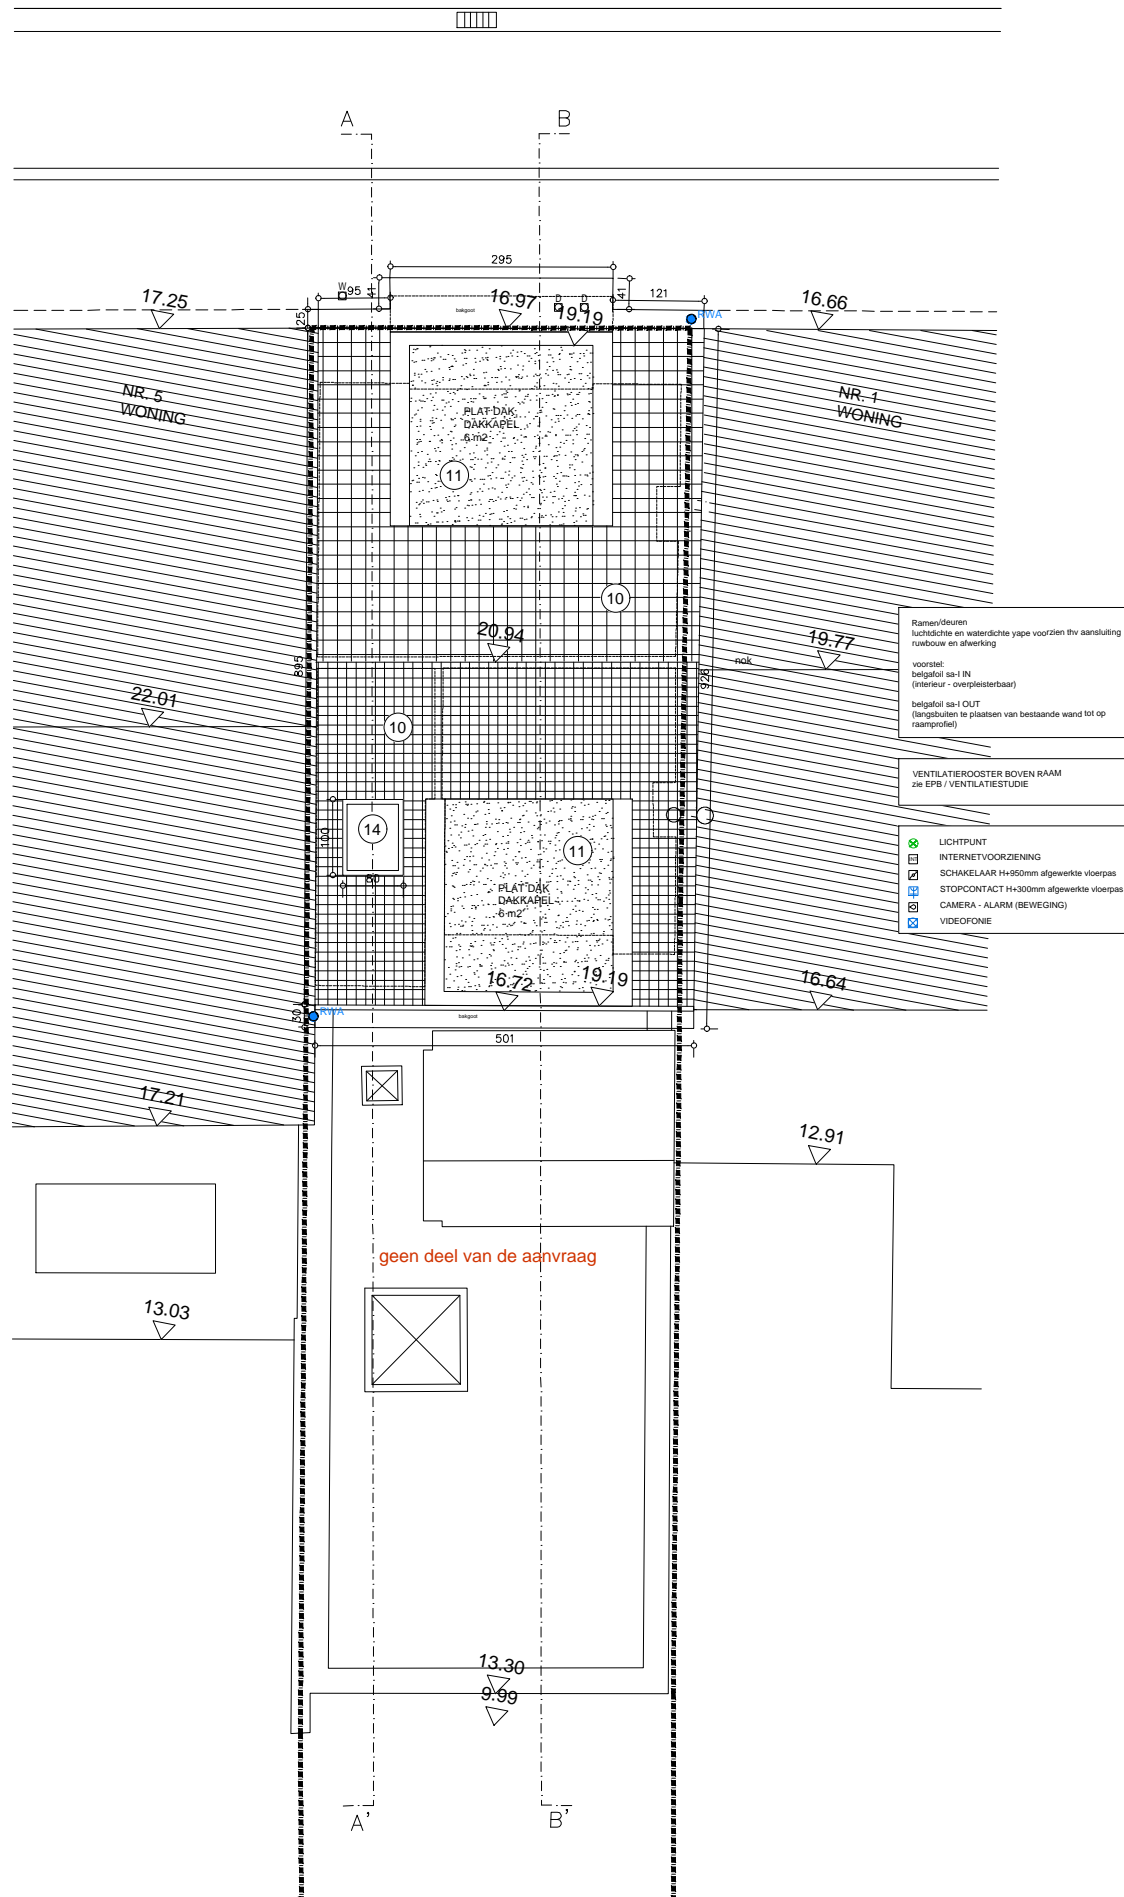 A
B
295
W
95
41
D
D
41
121
17.25
25
bakgoot
16.97
19.19
RWA
16.66
NR. 5
WONING
PLAT DAK
DAKKAPEL
6 m2
NR. 1
WONING
11
10
20.94
19.77
nok
895
926
22.01
10
Ramen/deuren
luchtdichte en waterdichte yape voorzien thv aansluiting
ruwbouw en afwerking
voorstel:
belgafoil sa-I IN
(interieur - overpleisterbaar)
belgafoil sa-I OUT
(langsbuiten te plaatsen van bestaande wand tot op
raamprofiel)
VENTILATIEROOSTER BOVEN RAAM
zie EPB / VENTILATIESTUDIE
100
14
80
11
PLAT DAK
DAKKAPEL
6 m2
LICHTPUNT
INT
INTERNETVOORZIENING
SCHAKELAAR H+950mm afgewerkte vloerpas
STOPCONTACT H+300mm afgewerkte vloerpas
CAMERA - ALARM (BEWEGING)
VIDEOFONIE
16.72
19.19
16.64
30
RWA
bakgoot
501
17.21
12.91
geen deel van de aanvraag
13.03
13.30
9.99
A'
B'